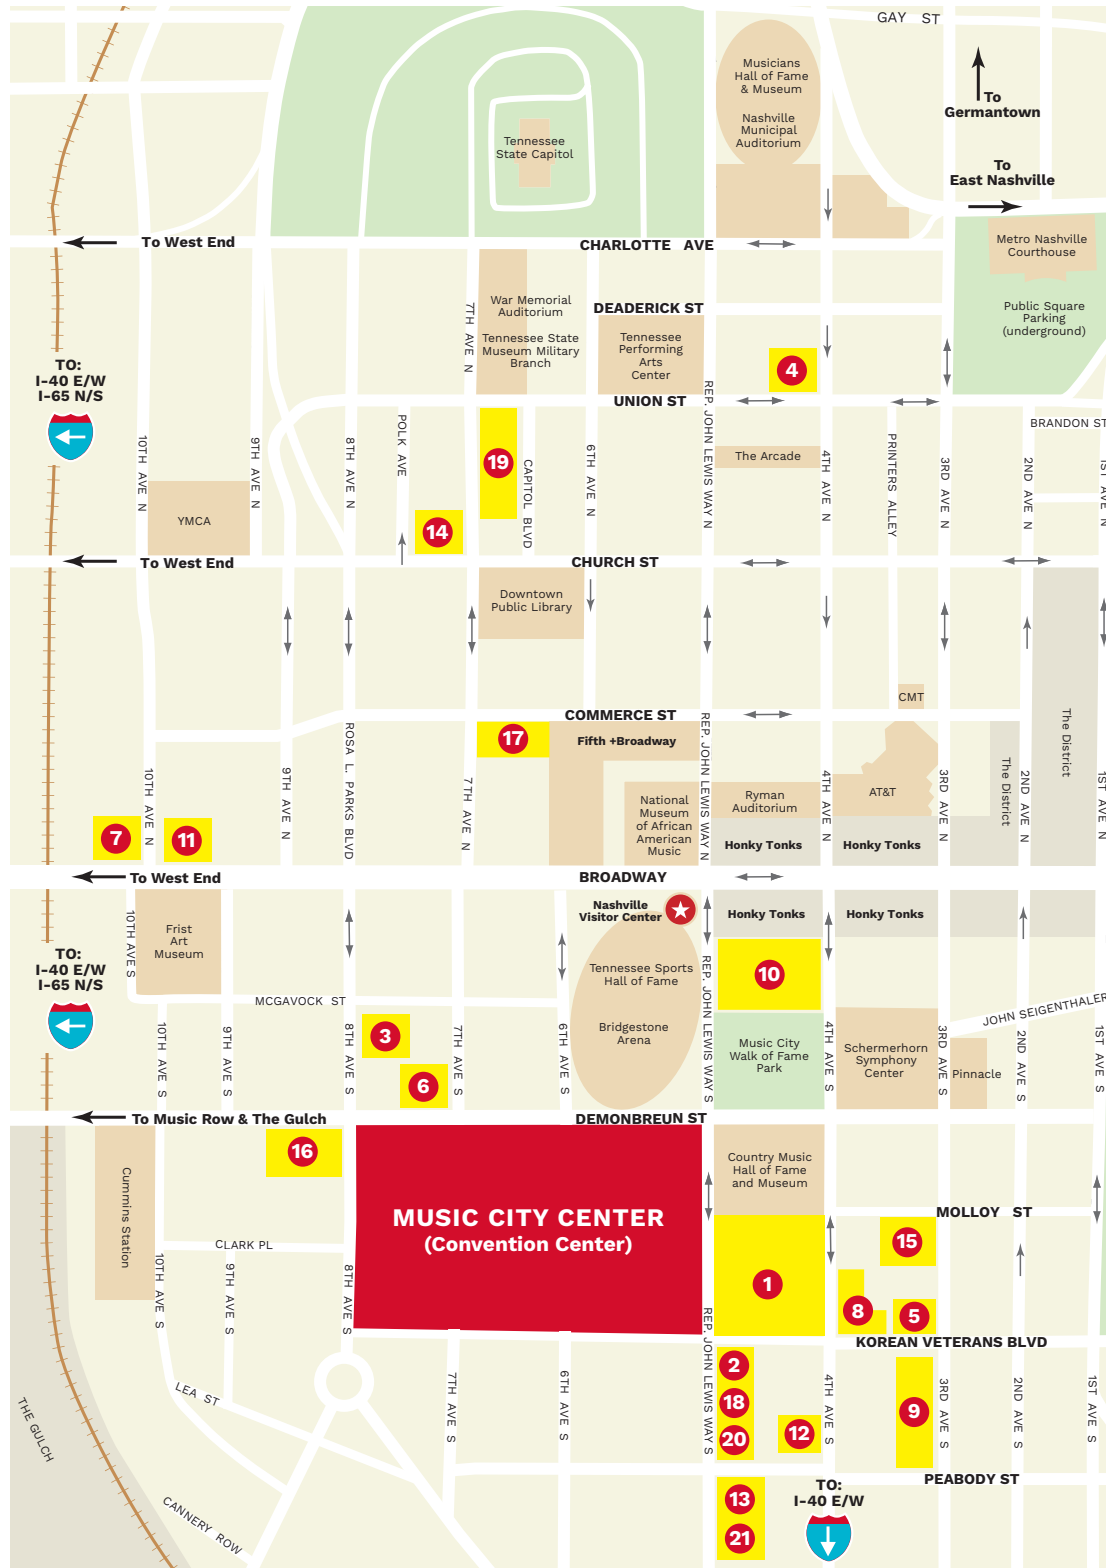 GAY ST
Musicians
Hall of Fame
& Museum
Nashville
Municipal
Auditorium
To
Germantown
Tennessee
State Capitol
To
East Nashville
To West End
CHARLOTTE AVE
Metro Nashville
Courthouse
Public Square
Parking
(underground)
7TH AVE N
War Memorial
Auditorium
Tennessee State
Museum Military
Branch
DEADERICK ST
Tennessee
Performing
Arts
Center
4
TO:
I-40 E/W
I-65 N/S
UNION ST
REP. JOHN LEWIS WAY N
BRANDON ST
10TH AVE N
9TH AVE N
8TH AVE N
POLK AVE
19
CAPITOL BLVD
6TH AVE N
The Arcade
4TH AVE N
PRINTERS ALLEY
3RD AVE N
2ND AVE N
1ST AVE N
YMCA
14
To West End
CHURCH ST
Downtown
Public Library
CMT
The District
COMMERCE ST
17
Fifth +Broadway
ROSA L. PARKS BLVD
REP. JOHN LEWIS WAY N
10TH AVE N
9TH AVE N
7TH AVE N
National
Museum
of African
American
Music
Ryman
Auditorium
4TH AVE N
AT&T
3RD AVE N
The District
2ND AVE N
1ST AVE N
7
11
Honky Tonks
Honky Tonks
To West End
BROADWAY
Nashville
Visitor Center
Honky Tonks
Honky Tonks
10TH AVE S
Frist
Art
Museum
TO:
I-40 E/W
I-65 N/S
Tennessee Sports
Hall of Fame
Bridgestone
Arena
REP. JOHN LEWIS WAY S
10
MCGAVOCK ST
JOHN SEIGENTHALER
10TH AVE S
9TH AVE S
8TH AVE S
3
7TH AVE S
6TH AVE S
Music City
Walk of Fame
Park
4TH AVE S
Schermerhorn
Symphony
Center
3RD AVE S
Pinnacle
2ND AVE S
1ST AVE S
6
To Music Row & The Gulch
DEMONBREUN ST
16
Cummins Station
Country Music
Hall of Fame
and Museum
MUSIC CITY CENTER
(Convention Center)
MOLLOY ST
15
CLARK PL
10TH AVE S
9TH AVE S
8TH AVE S
1
8
5
REP. JOHN LEWIS WAY S
KOREAN VETERANS BLVD
2
18
20
12
9
7TH AVE S
6TH AVE S
4TH AVE S
3RD AVE S
2ND AVE S
1ST AVE S
LEA ST
THE GULCH
CANNERY ROW
PEABODY ST
13
21
TO:
I-40 E/W